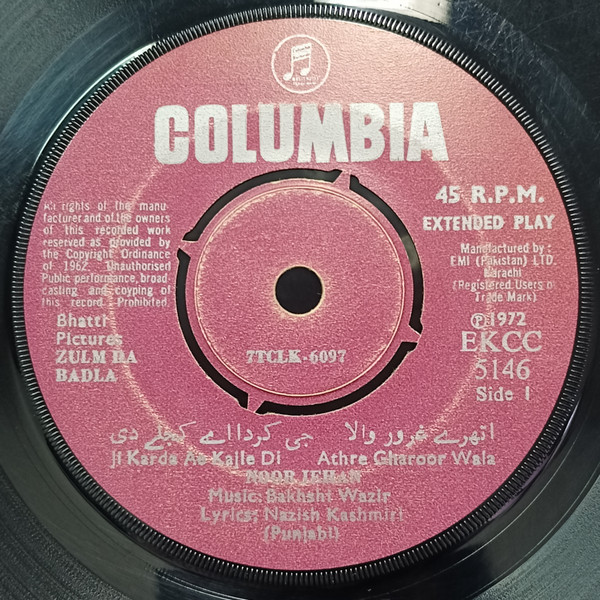 COLUMBIA
45 R.P.M.
EXTENDED PLAY
All rights of the manu-
facturer and of the owners
of this recorded work
reserved as provided by
the Copyright Ordinance
of 1962. Unauthorised
Public performance, broad
casting and coyping of
this record Prohibited.
Manufactured by :
EMI (Pakistan) LTD.
Karachi
(Registered Users of
Trade Mark)
Bhatti
Pictures
ZULM DA
BADLA
7TCLK-6097
℗1972
EKCC
5146
Side 1
اتھرے غرور والا جی کردا اے کجلے دی
Ji Karda Ae Kajle Di Athre Gharoor Wala
NOOR JEHAN
Music: Bakhshi Wazir
Lyrics: Nazish Kashmiri
(Punjabi)